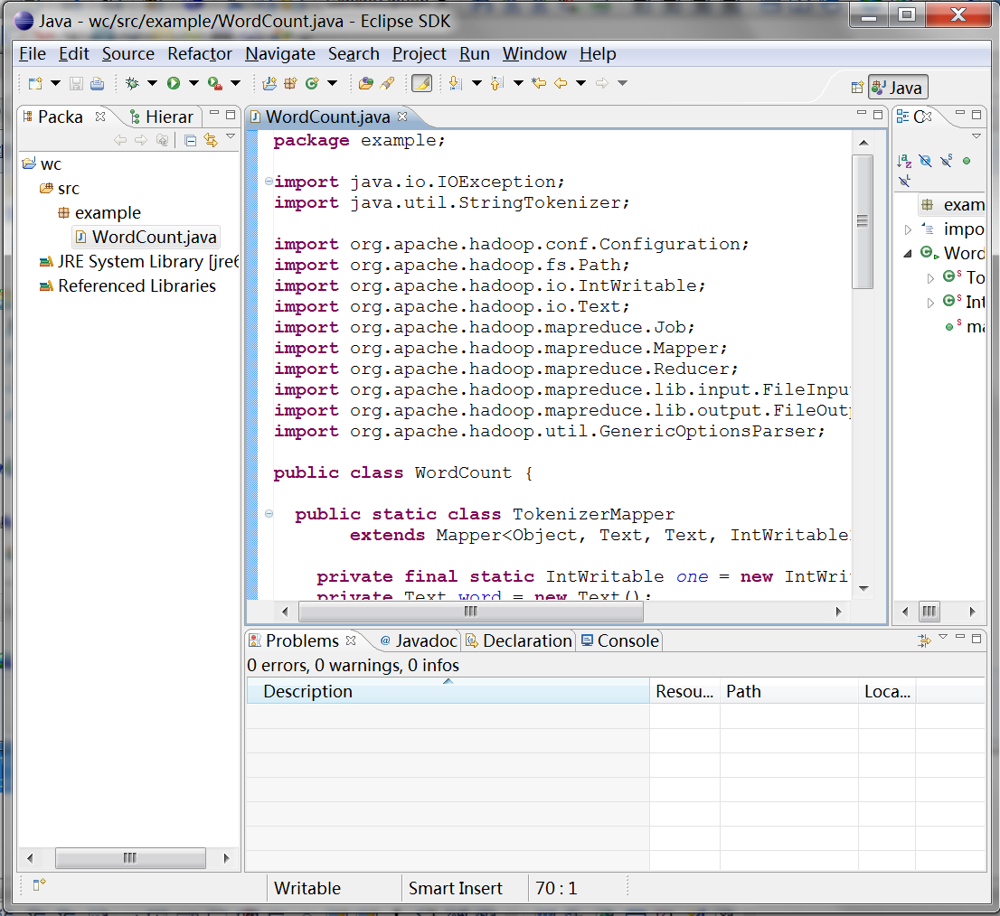 Java - wc/src/example/WordCount.java - Eclipse SDK
File Edit Source Refactor Navigate Search Project Run Window Help
Java
Packa
Hierar
wc
src
example
WordCount.java
JRE System Library [jre6
Referenced Libraries
WordCount.java
package example;
import java.io.IOException;
import java.util.StringTokenizer;
import org.apache.hadoop.conf.Configuration;
import org.apache.hadoop.fs.Path;
import org.apache.hadoop.io.IntWritable;
import org.apache.hadoop.io.Text;
import org.apache.hadoop.mapreduce.Job;
import org.apache.hadoop.mapreduce.Mapper;
import org.apache.hadoop.mapreduce.Reducer;
import org.apache.hadoop.mapreduce.lib.input.FileInpu
import org.apache.hadoop.mapreduce.lib.output.FileOutp
import org.apache.hadoop.util.GenericOptionsParser;
public class WordCount {
public static class TokenizerMapper
extends Mapper<Object, Text, Text, IntWritable
private final static IntWritable one = new IntWri
private Text word = new Text();
exam
impo
Word
To
Int
ma
Problems @ Javadoc Declaration Console
0 errors, 0 warnings, 0 infos
Description Resou... Path Loca...
Writable Smart Insert 70 : 1